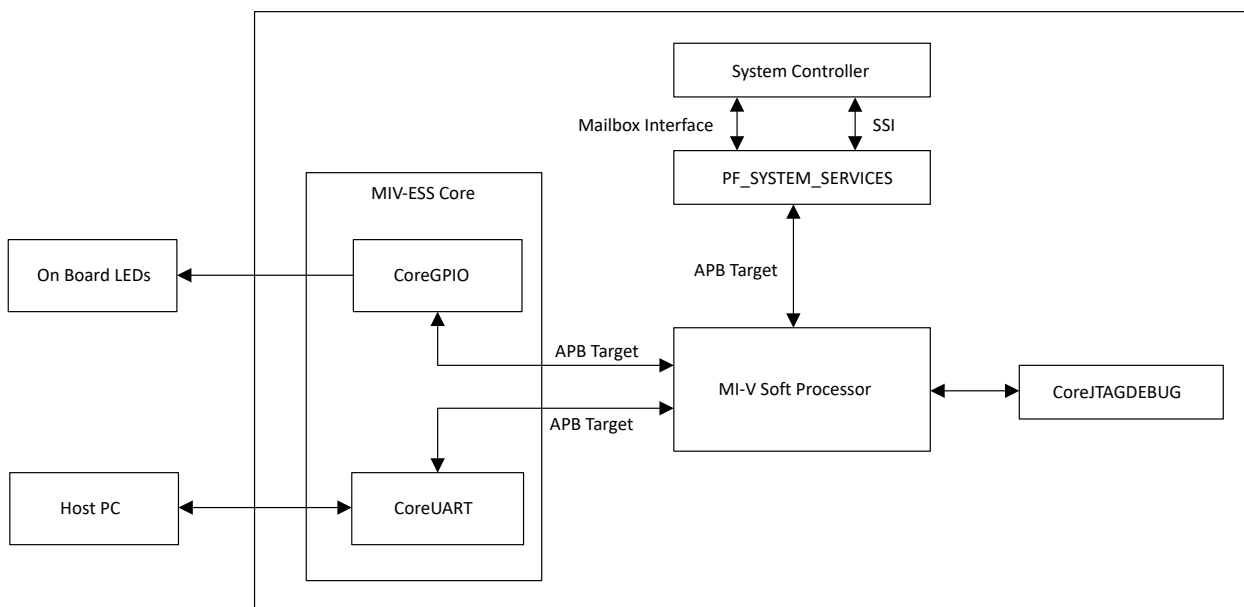 System Controller
Mailbox Interface
SSI
PF_SYSTEM_SERVICES
MIV-ESS Core
On Board LEDs
CoreGPIO
APB Target
APB Target
MI-V Soft Processor
CoreJTAGDEBUG
APB Target
Host PC
CoreUART